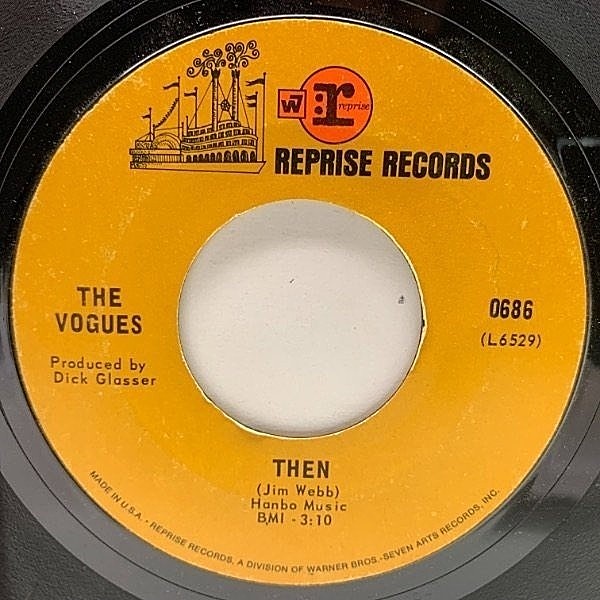 W
r
reprise
REPRISE RECORDS
THE
VOGUES
Produced by
Dick Glasser
0686
(L6529)
THEN
(Jim Webb)
Hanbo Music
BMI - 3:10
MADE IN U.S.A. - REPRISE RECORDS, A DIVISION OF WARNER BROS.-SEVEN ARTS RECORDS, INC.